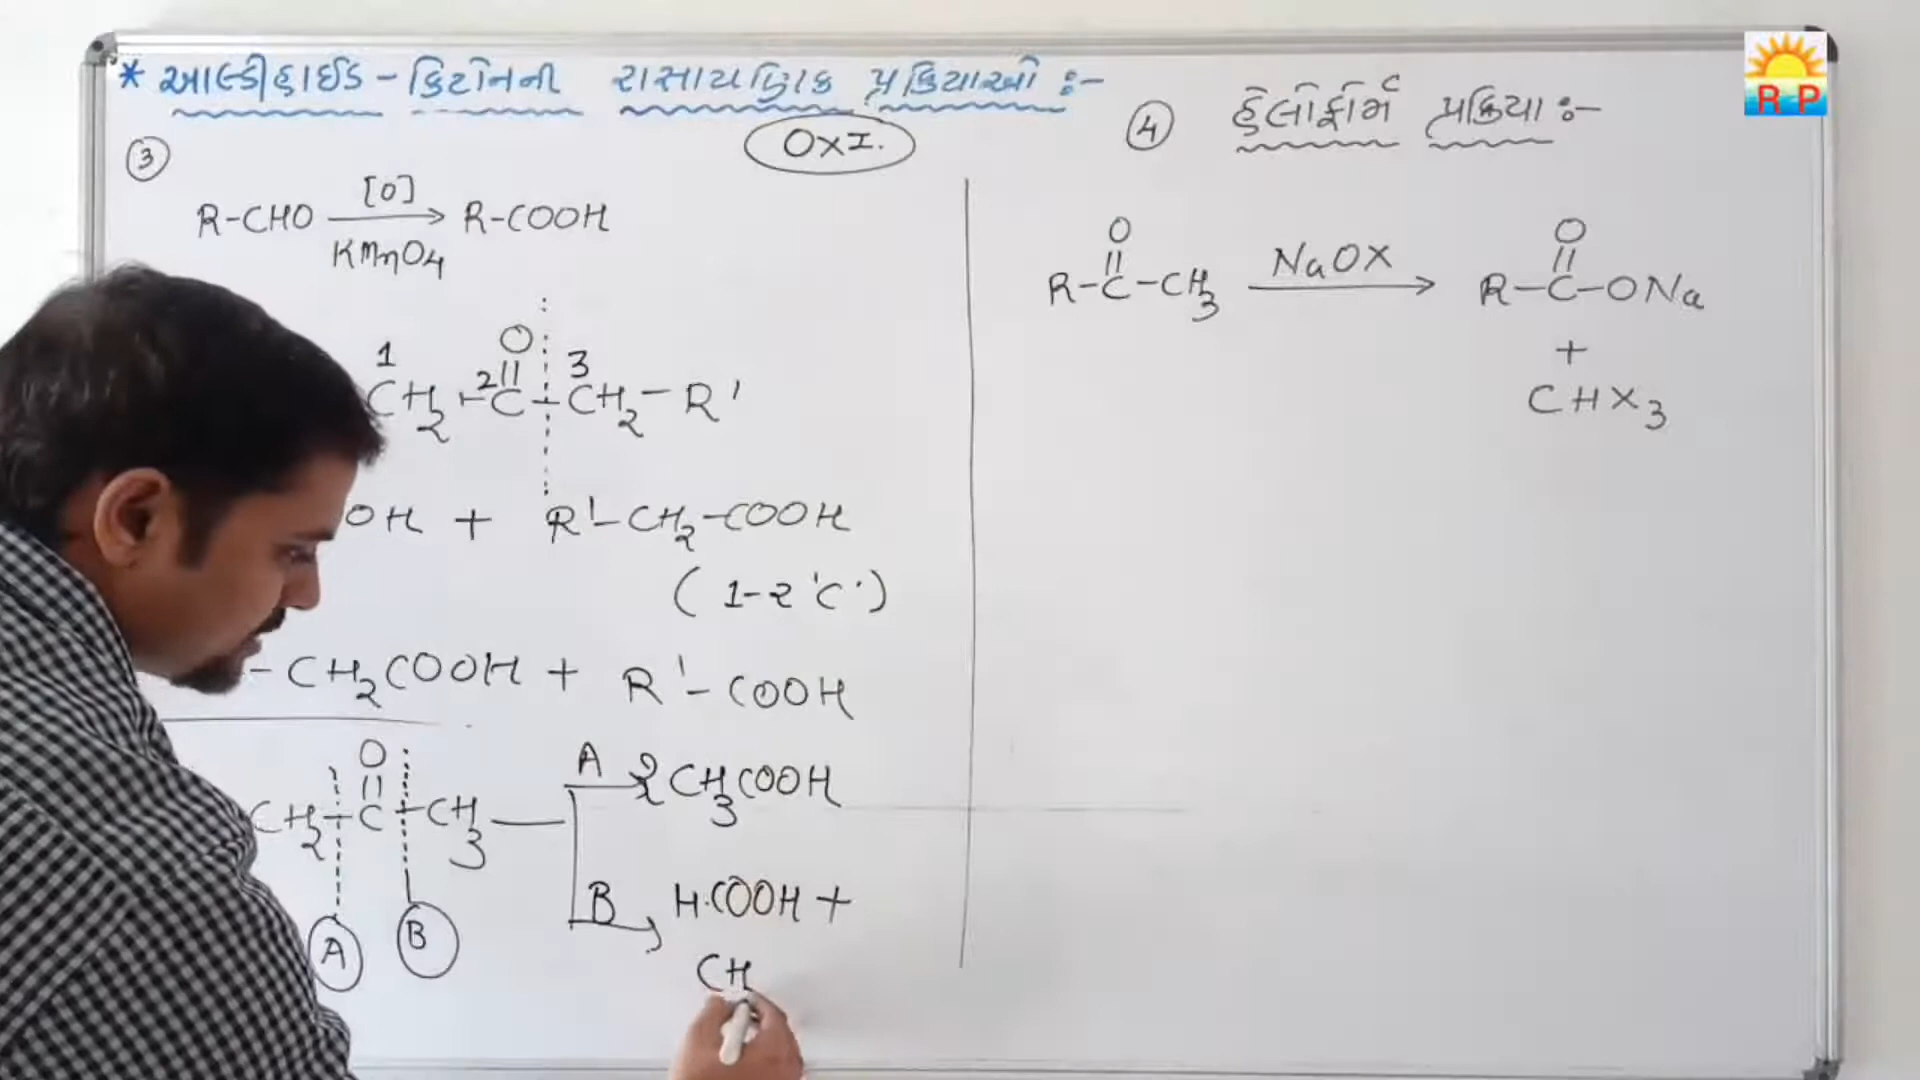 * આલ્ડીહાઈડ - કિટોનની રાસાયણિક પ્રક્રિયાઓ :-
OxI.
③
[O]
R-CHO → R-COOH
KMnO4
O
||
1 2 3
CH2-C-CH2-R'
OH + R'-CH2-COOH
(1-2 'C')
-CH2COOH + R'-COOH
O
||
CH2-C-CH3
A 2CH3COOH
B H.COOH +
CH
A B
④ હેલોફોર્મ પ્રક્રિયા :-
O O
|| ||
R-C-CH3 NaOX → R-C-ONa
+
CHX3
RP